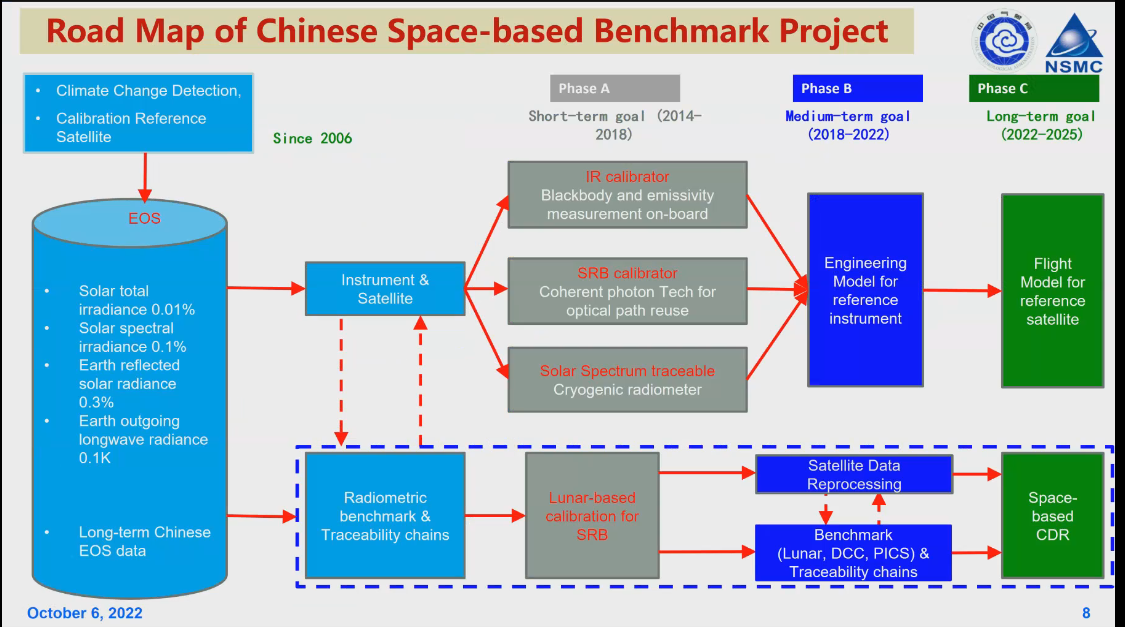 Road Map of Chinese Space-based Benchmark Project
NSMC
• Climate Change Detection,
• Calibration Reference
Satellite
Since 2006
Phase A
Short-term goal (2014-
2018)
Phase B
Medium-term goal
(2018-2022)
Phase C
Long-term goal
(2022-2025)
EOS
• Solar total
irradiance 0.01%
• Solar spectral
irradiance 0.1%
• Earth reflected
solar radiance
0.3%
• Earth outgoing
longwave radiance
0.1K
• Long-term Chinese
EOS data
Instrument &
Satellite
IR calibrator
Blackbody and emissivity
measurement on-board
SRB calibrator
Coherent photon Tech for
optical path reuse
Solar Spectrum traceable
Cryogenic radiometer
Engineering
Model for
reference
instrument
Flight
Model for
reference
satellite
Radiometric
benchmark &
Traceability chains
Lunar-based
calibration for
SRB
Satellite Data
Reprocessing
Benchmark
(Lunar, DCC, PICS) &
Traceability chains
Space-
based
CDR
October 6, 2022
8